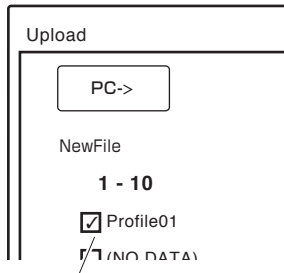 Upload
PC->
NewFile
1 - 10
Profile01
(NO DATA)